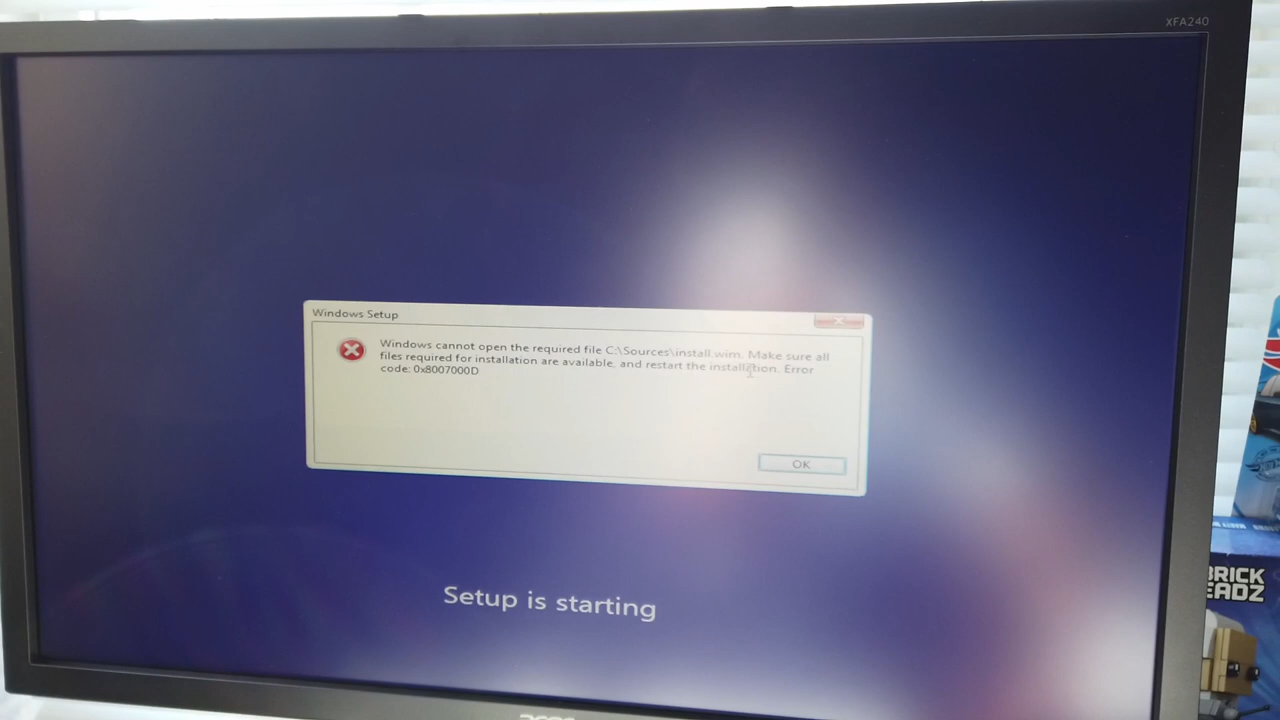 XFA240
Windows Setup
Windows cannot open the required file C:\Sources\install.wim. Make sure all
files required for installation are available, and restart the installation. Error
code: 0x8007000D
OK
Setup is starting
acer
BRICK
EADZ